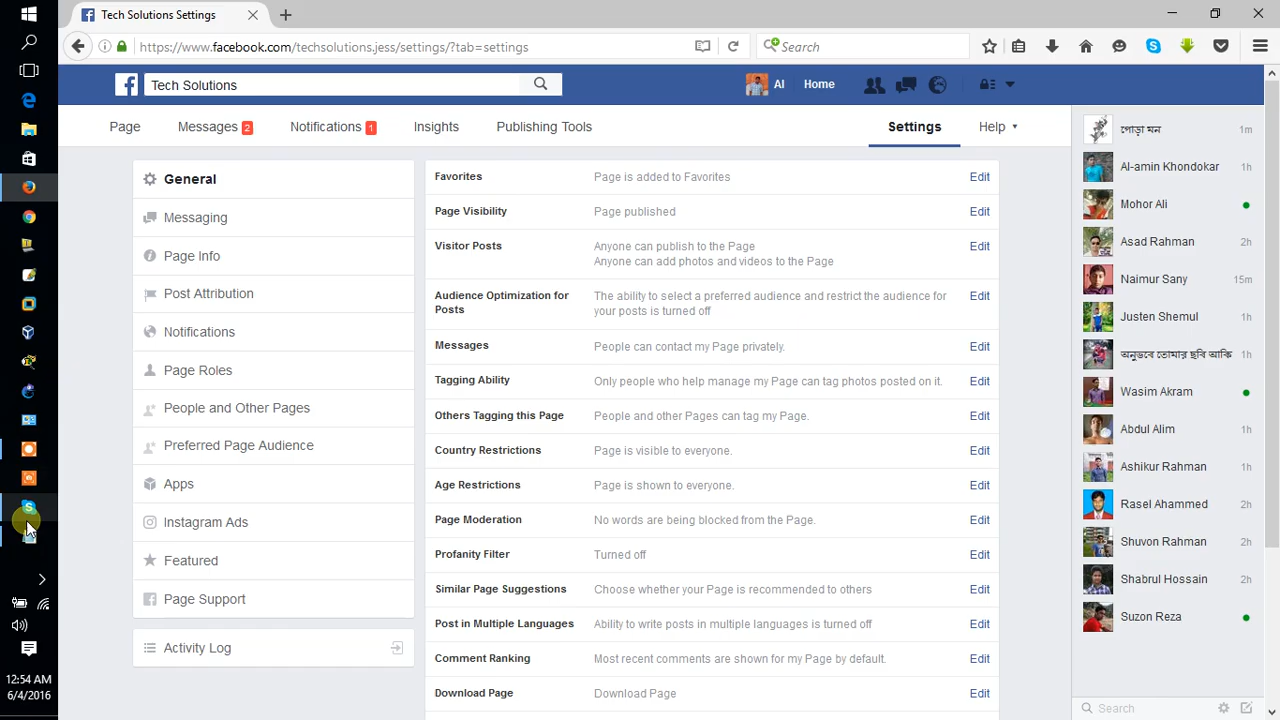 Tech Solutions Settings
https://www.facebook.com/techsolutions.jess/settings/?tab=settings
Search
Tech Solutions
Al
Home
Page
Messages 2
Notifications 1
Insights
Publishing Tools
Settings
Help
General
Messaging
Page Info
Post Attribution
Notifications
Page Roles
People and Other Pages
Preferred Page Audience
Apps
Instagram Ads
Featured
Page Support
Activity Log
Favorites Page is added to Favorites Edit
Page Visibility Page published Edit
Visitor Posts Anyone can publish to the Page Edit
Anyone can add photos and videos to the Page
Audience Optimization for The ability to select a preferred audience and restrict the audience for Edit
Posts your posts is turned off
Messages People can contact my Page privately. Edit
Tagging Ability Only people who help manage my Page can tag photos posted on it. Edit
Others Tagging this Page People and other Pages can tag my Page. Edit
Country Restrictions Page is visible to everyone. Edit
Age Restrictions Page is shown to everyone. Edit
Page Moderation No words are being blocked from the Page. Edit
Profanity Filter Turned off Edit
Similar Page Suggestions Choose whether your Page is recommended to others Edit
Post in Multiple Languages Ability to write posts in multiple languages is turned off Edit
Comment Ranking Most recent comments are shown for my Page by default. Edit
Download Page Download Page Edit
পোড়া মন 1m
Al-amin Khondokar 1h
Mohor Ali
Asad Rahman 2h
Naimur Sany 15m
Justen Shemul 1h
অনুভবে তোমার ছবি আকি 1h
Wasim Akram
Abdul Alim 1h
Ashikur Rahman 1h
Rasel Ahammed 2h
Shuvon Rahman 2h
Shabrul Hossain 2h
Suzon Reza
Search
12:54 AM
6/4/2016